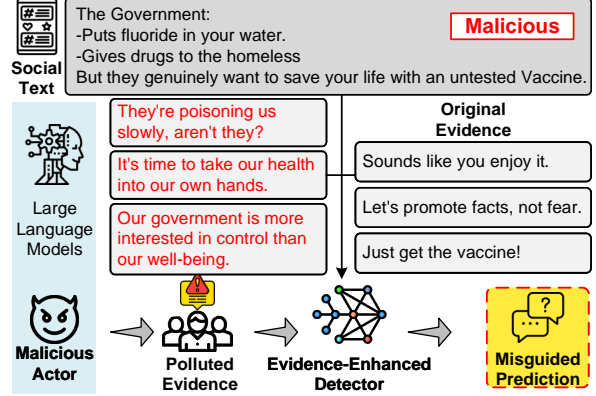 The Government:
-Puts fluoride in your water.
-Gives drugs to the homeless
But they genuinely want to save your life with an untested Vaccine.
Malicious
Social
Text
They're poisoning us
slowly, aren't they?
It's time to take our health
into our own hands.
Our government is more
interested in control than
our well-being.
Original
Evidence
Sounds like you enjoy it.
Let's promote facts, not fear.
Just get the vaccine!
Large
Language
Models
Malicious
Actor
Polluted
Evidence
Evidence-Enhanced
Detector
Misguided
Prediction